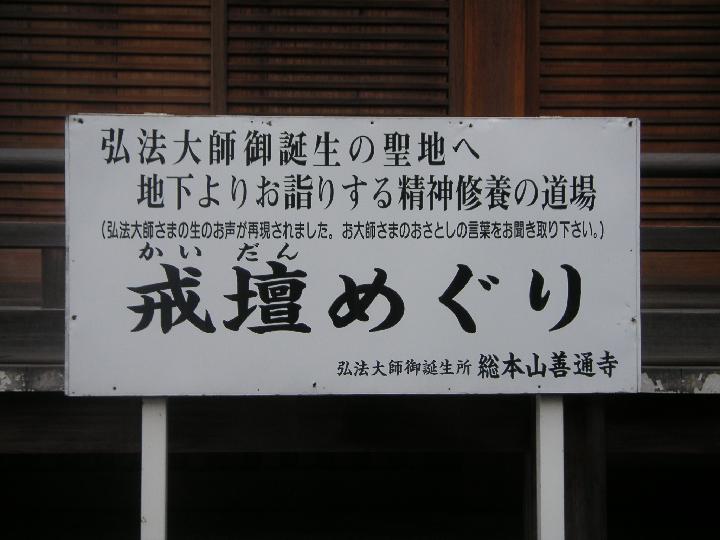 弘法大師御誕生の聖地へ
地下よりお詣りする精神修養の道場
(弘法大師さまの生のお声が再現されました。お大師さまのおさとしの言葉をお聞き取り下さい。)
かいだん
戒壇めぐり
弘法大師御誕生所 総本山善通寺